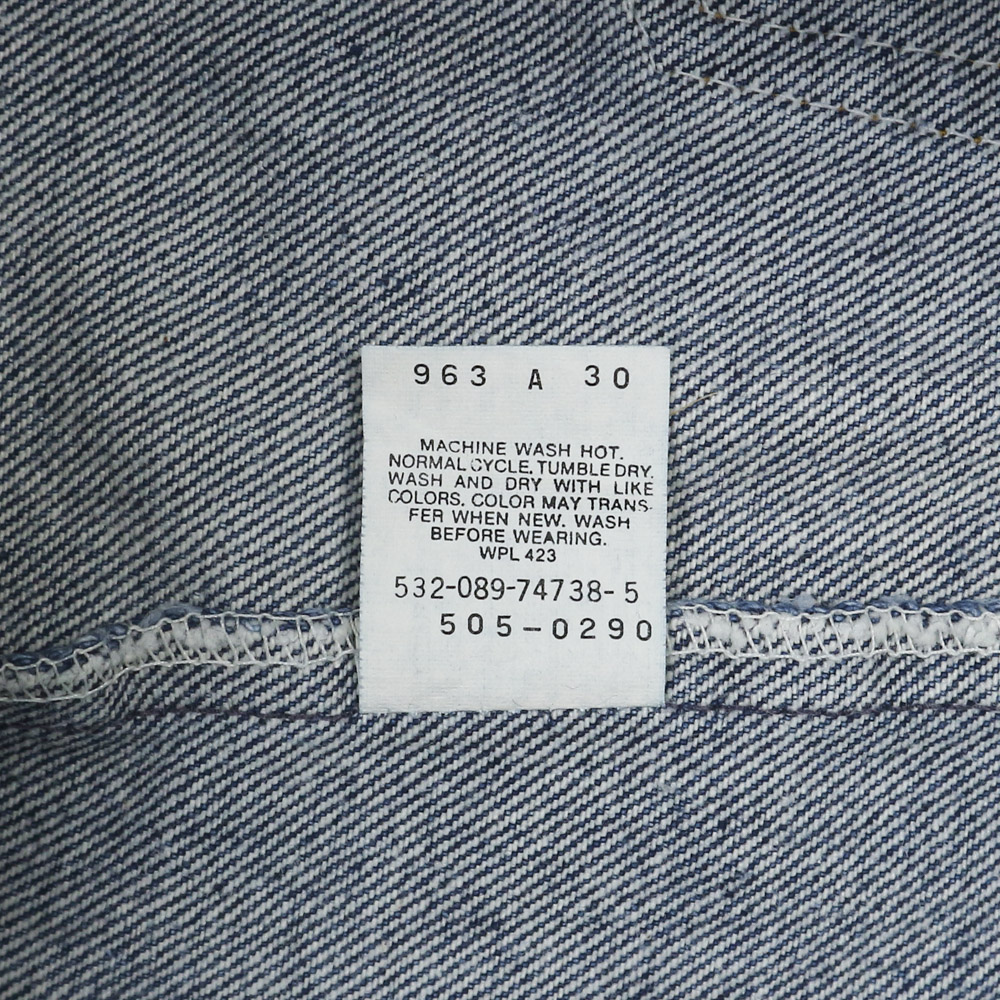 963 A 30
MACHINE WASH HOT.
NORMAL CYCLE. TUMBLE DRY.
WASH AND DRY WITH LIKE
COLORS. COLOR MAY TRANS-
FER WHEN NEW. WASH
BEFORE WEARING.
WPL 423
532-089-74738-5
505-0290